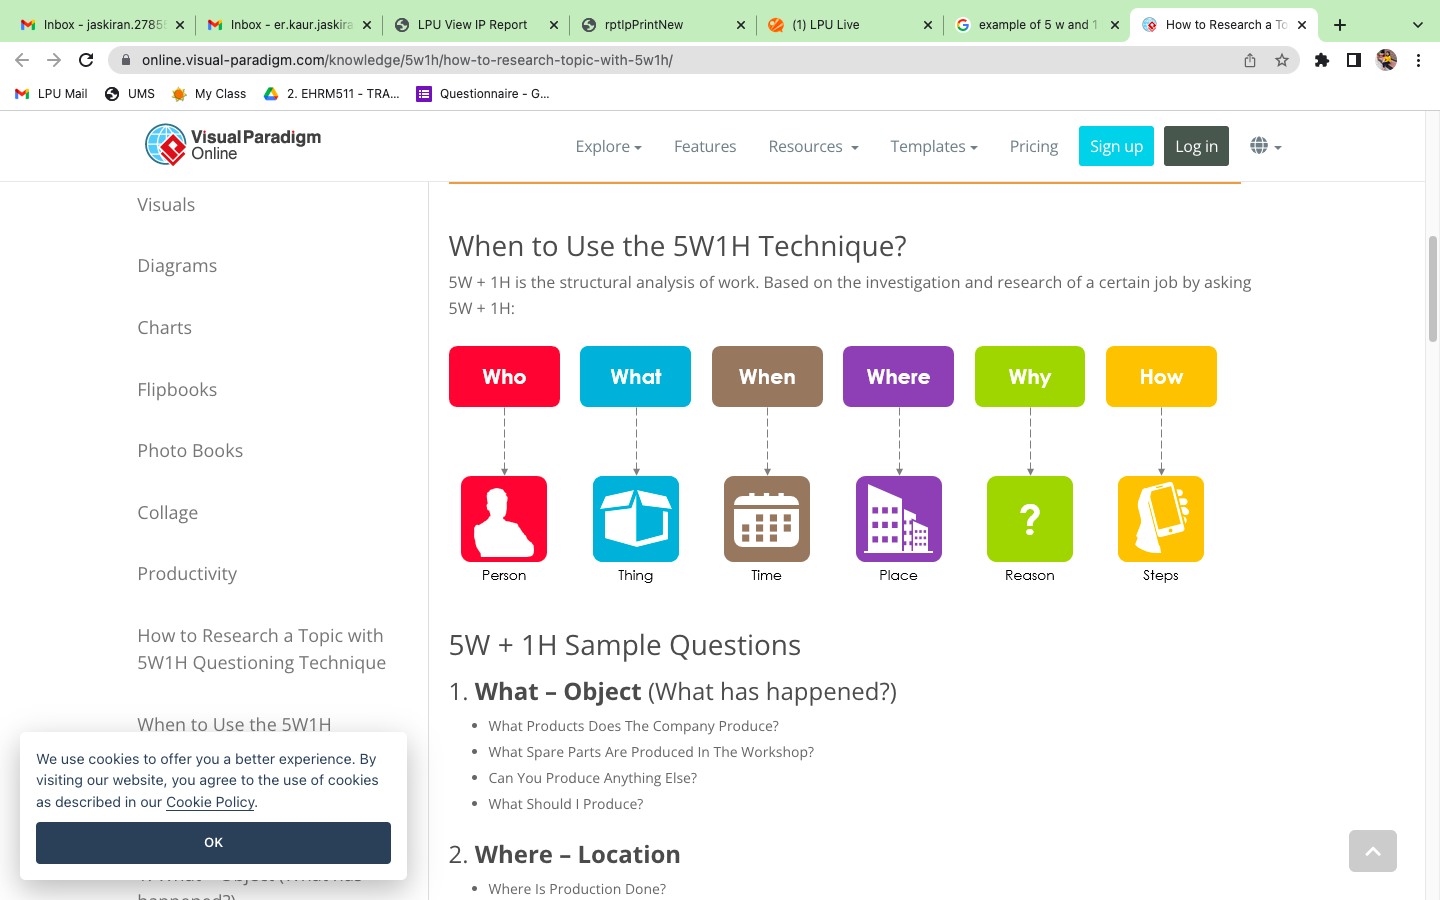 Inbox - jaskiran.2785
Inbox - er.kaur.jaskira
LPU View IP Report
rptIpPrintNew
(1) LPU Live
example of 5 w and 1
How to Research a To
online.visual-paradigm.com/knowledge/5w1h/how-to-research-topic-with-5w1h/
LPU Mail
UMS
My Class
2. EHRM511 - TRA...
Questionnaire - G...
Visual Paradigm
Online
Explore
Features
Resources
Templates
Pricing
Sign up
Log in
Visuals
Diagrams
Charts
Flipbooks
Photo Books
Collage
Productivity
How to Research a Topic with
5W1H Questioning Technique
When to Use the 5W1H
We use cookies to offer you a better experience. By
visiting our website, you agree to the use of cookies
as described in our Cookie Policy.
OK
When to Use the 5W1H Technique?
5W + 1H is the structural analysis of work. Based on the investigation and research of a certain job by asking
5W + 1H:
Who
What
When
Where
Why
How
?
Person
Thing
Time
Place
Reason
Steps
5W + 1H Sample Questions
1. What – Object (What has happened?)
What Products Does The Company Produce?
What Spare Parts Are Produced In The Workshop?
Can You Produce Anything Else?
What Should I Produce?
2. Where – Location
Where Is Production Done?